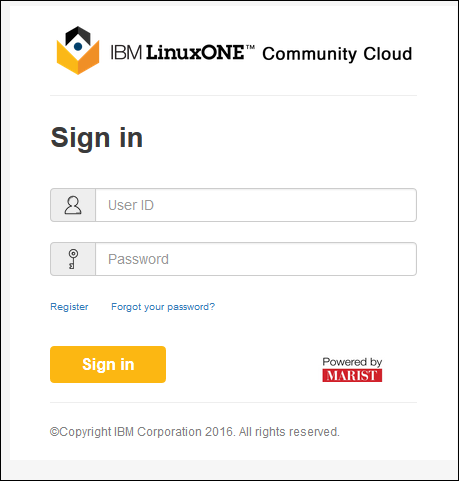 IBM LinuxONE™ Community Cloud
Sign in
User ID
Password
Register Forgot your password?
Sign in
Powered by
MARIST
©Copyright IBM Corporation 2016. All rights reserved.